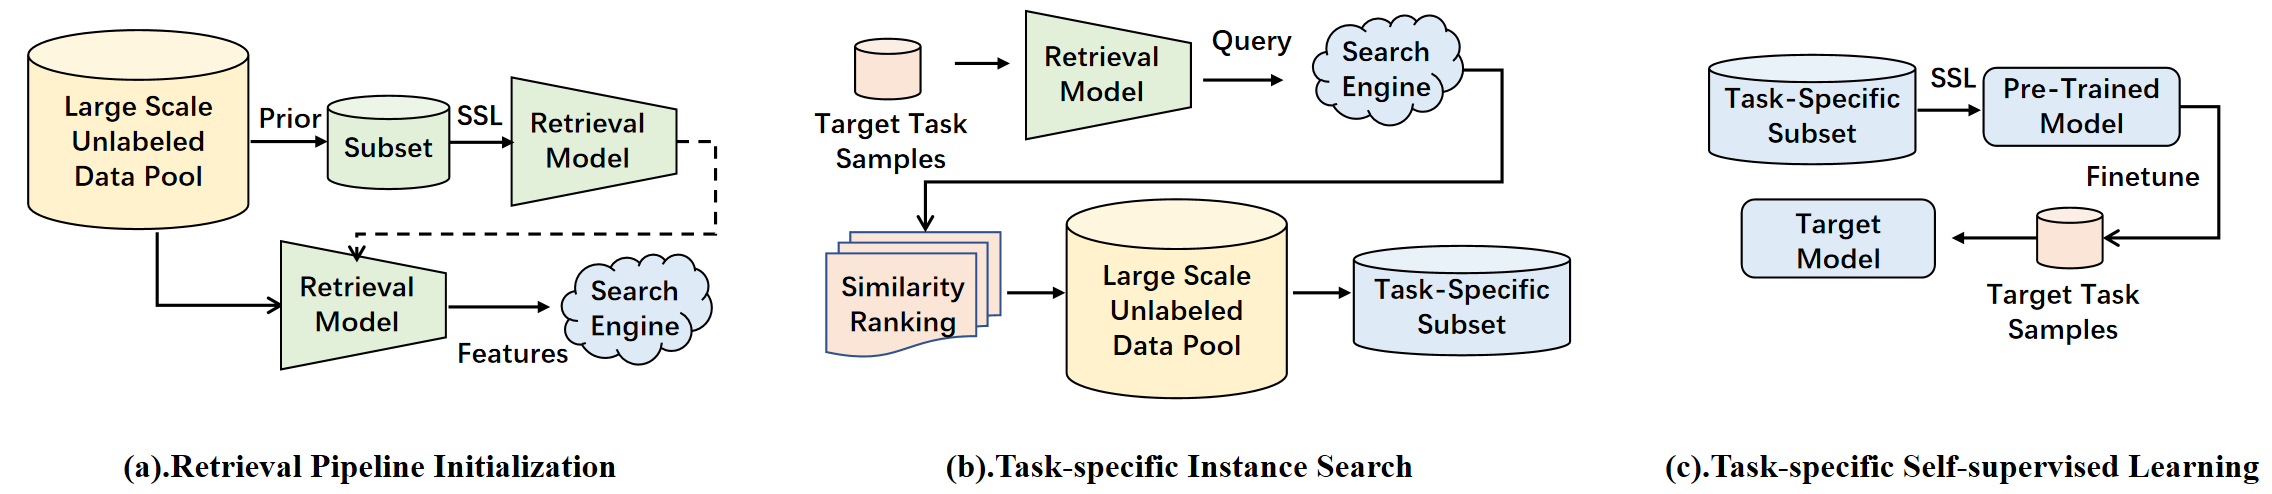 Large Scale
Unlabeled
Data Pool
Prior
Subset
SSL
Retrieval
Model
Retrieval
Model
Features
Search
Engine
(a).Retrieval Pipeline Initialization
Target Task
Samples
Retrieval
Model
Query
Search
Engine
Similarity
Ranking
Large Scale
Unlabeled
Data Pool
Task-Specific
Subset
(b).Task-specific Instance Search
Task-Specific
Subset
SSL
Pre-Trained
Model
Finetune
Target Task
Samples
Target
Model
(c).Task-specific Self-supervised Learning